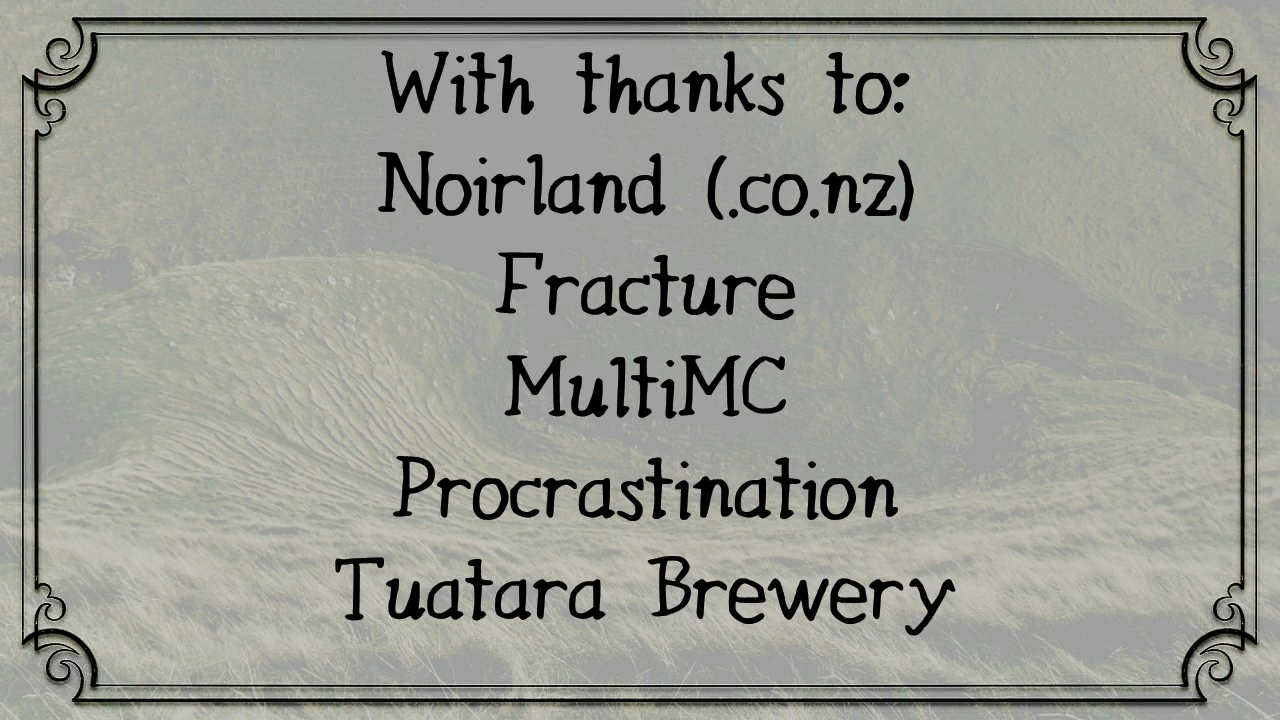 With thanks to:
Noirland (.co.nz)
Fracture
MultiMC
Procrastination
Tuatara Brewery